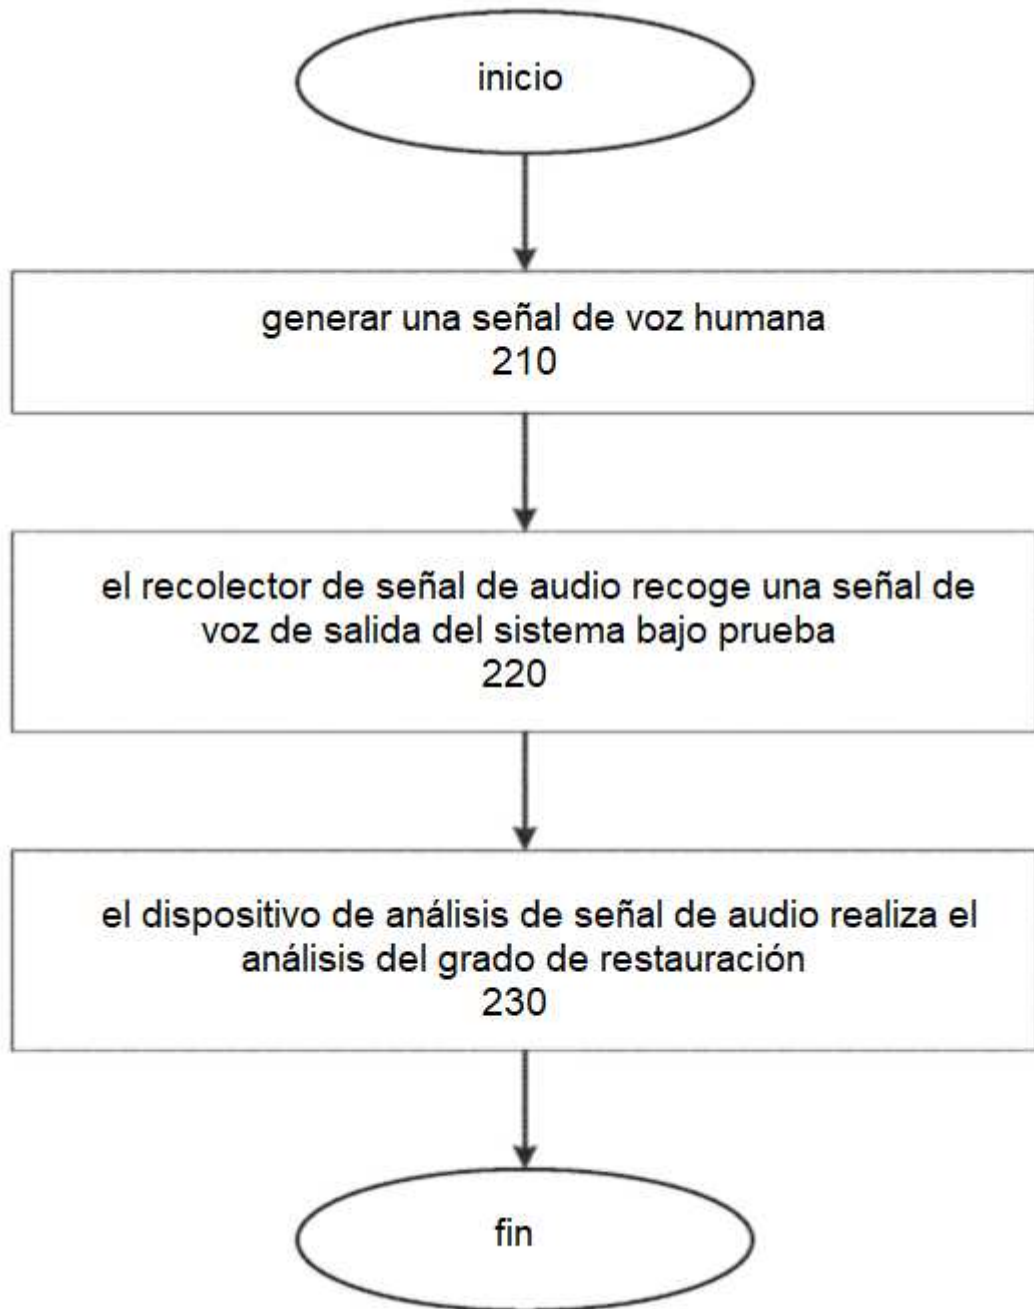 inicio
generar una señal de voz humana
210
el recolector de señal de audio recoge una señal de
voz de salida del sistema bajo prueba
220
el dispositivo de análisis de señal de audio realiza el
análisis del grado de restauración
230
fin